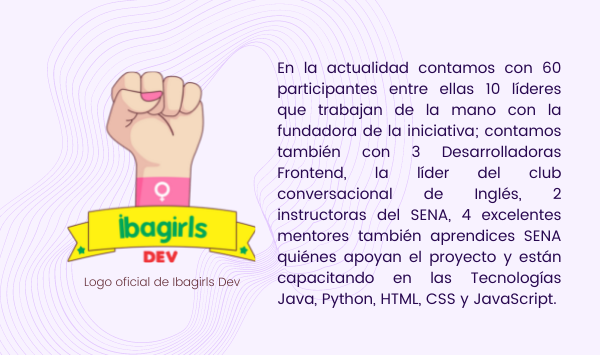 En la actualidad contamos con 60
participantes entre ellas 10 líderes
que trabajan de la mano con la
fundadora de la iniciativa; contamos
también con 3 Desarrolladoras
Frontend, la líder del club
conversacional de Inglés, 2
instructoras del SENA, 4 excelentes
mentores también aprendices SENA
quiénes apoyan el proyecto y están
capacitando en las Tecnologías
Java, Python, HTML, CSS y JavaScript.
ibagirls
DEV
Logo oficial de Ibagirls Dev